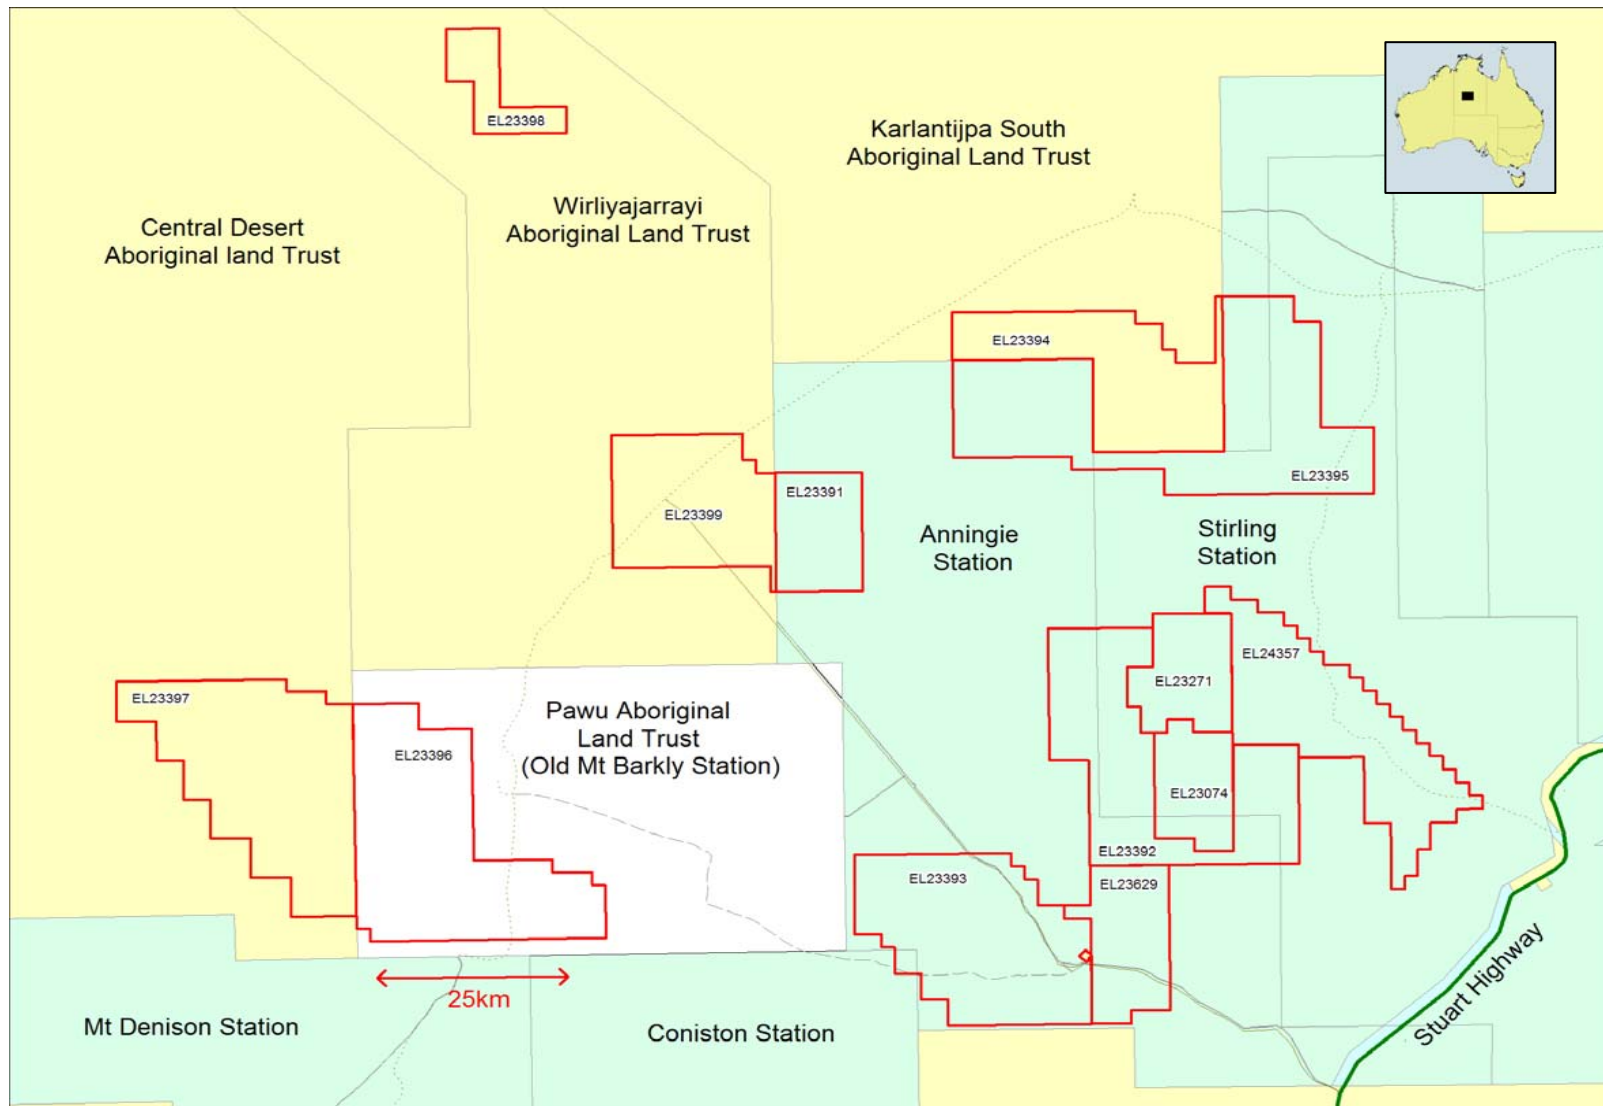 EL23398
Karlantijpa South
Aboriginal Land Trust
Wirliyajarrayi
Aboriginal Land Trust
Central Desert
Aboriginal land Trust
EL23394
EL23395
EL23391
EL23399
Anningie
Station
Stirling
Station
EL24357
EL23271
EL23397
EL23396
Pawu Aboriginal
Land Trust
(Old Mt Barkly Station)
EL23074
EL23392
EL23393
EL23629
25km
Mt Denison Station
Coniston Station
Stuart Highway